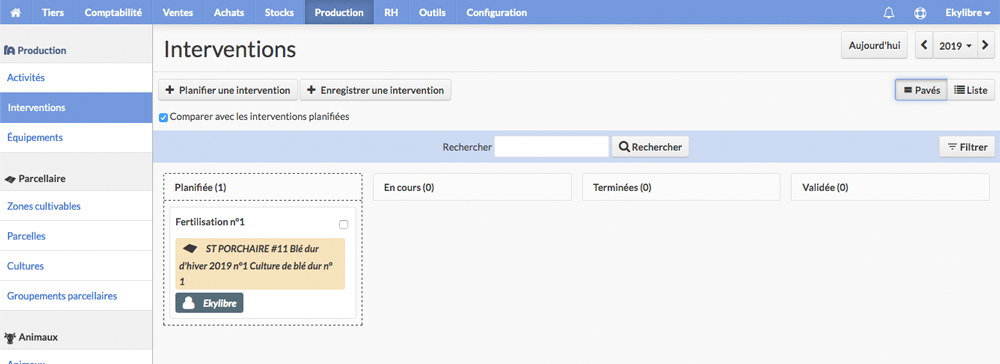 Tiers Comptabilité Ventes Achats Stocks Production RH Outils Configuration Ekylibre
Production
Activités
Interventions
Équipements
Parcellaire
Zones cultivables
Parcelles
Cultures
Groupements parcellaires
Animaux
Interventions
Aujourd'hui
2019
Planifier une intervention
Enregistrer une intervention
Pavés
Liste
Comparer avec les interventions planifiées
Rechercher
Rechercher
Filtrer
Planifiée (1)
En cours (0)
Terminées (0)
Validée (0)
Fertilisation n°1
ST PORCHAIRE #11 Blé dur
d'hiver 2019 n°1 Culture de blé dur n°
1
Ekylibre